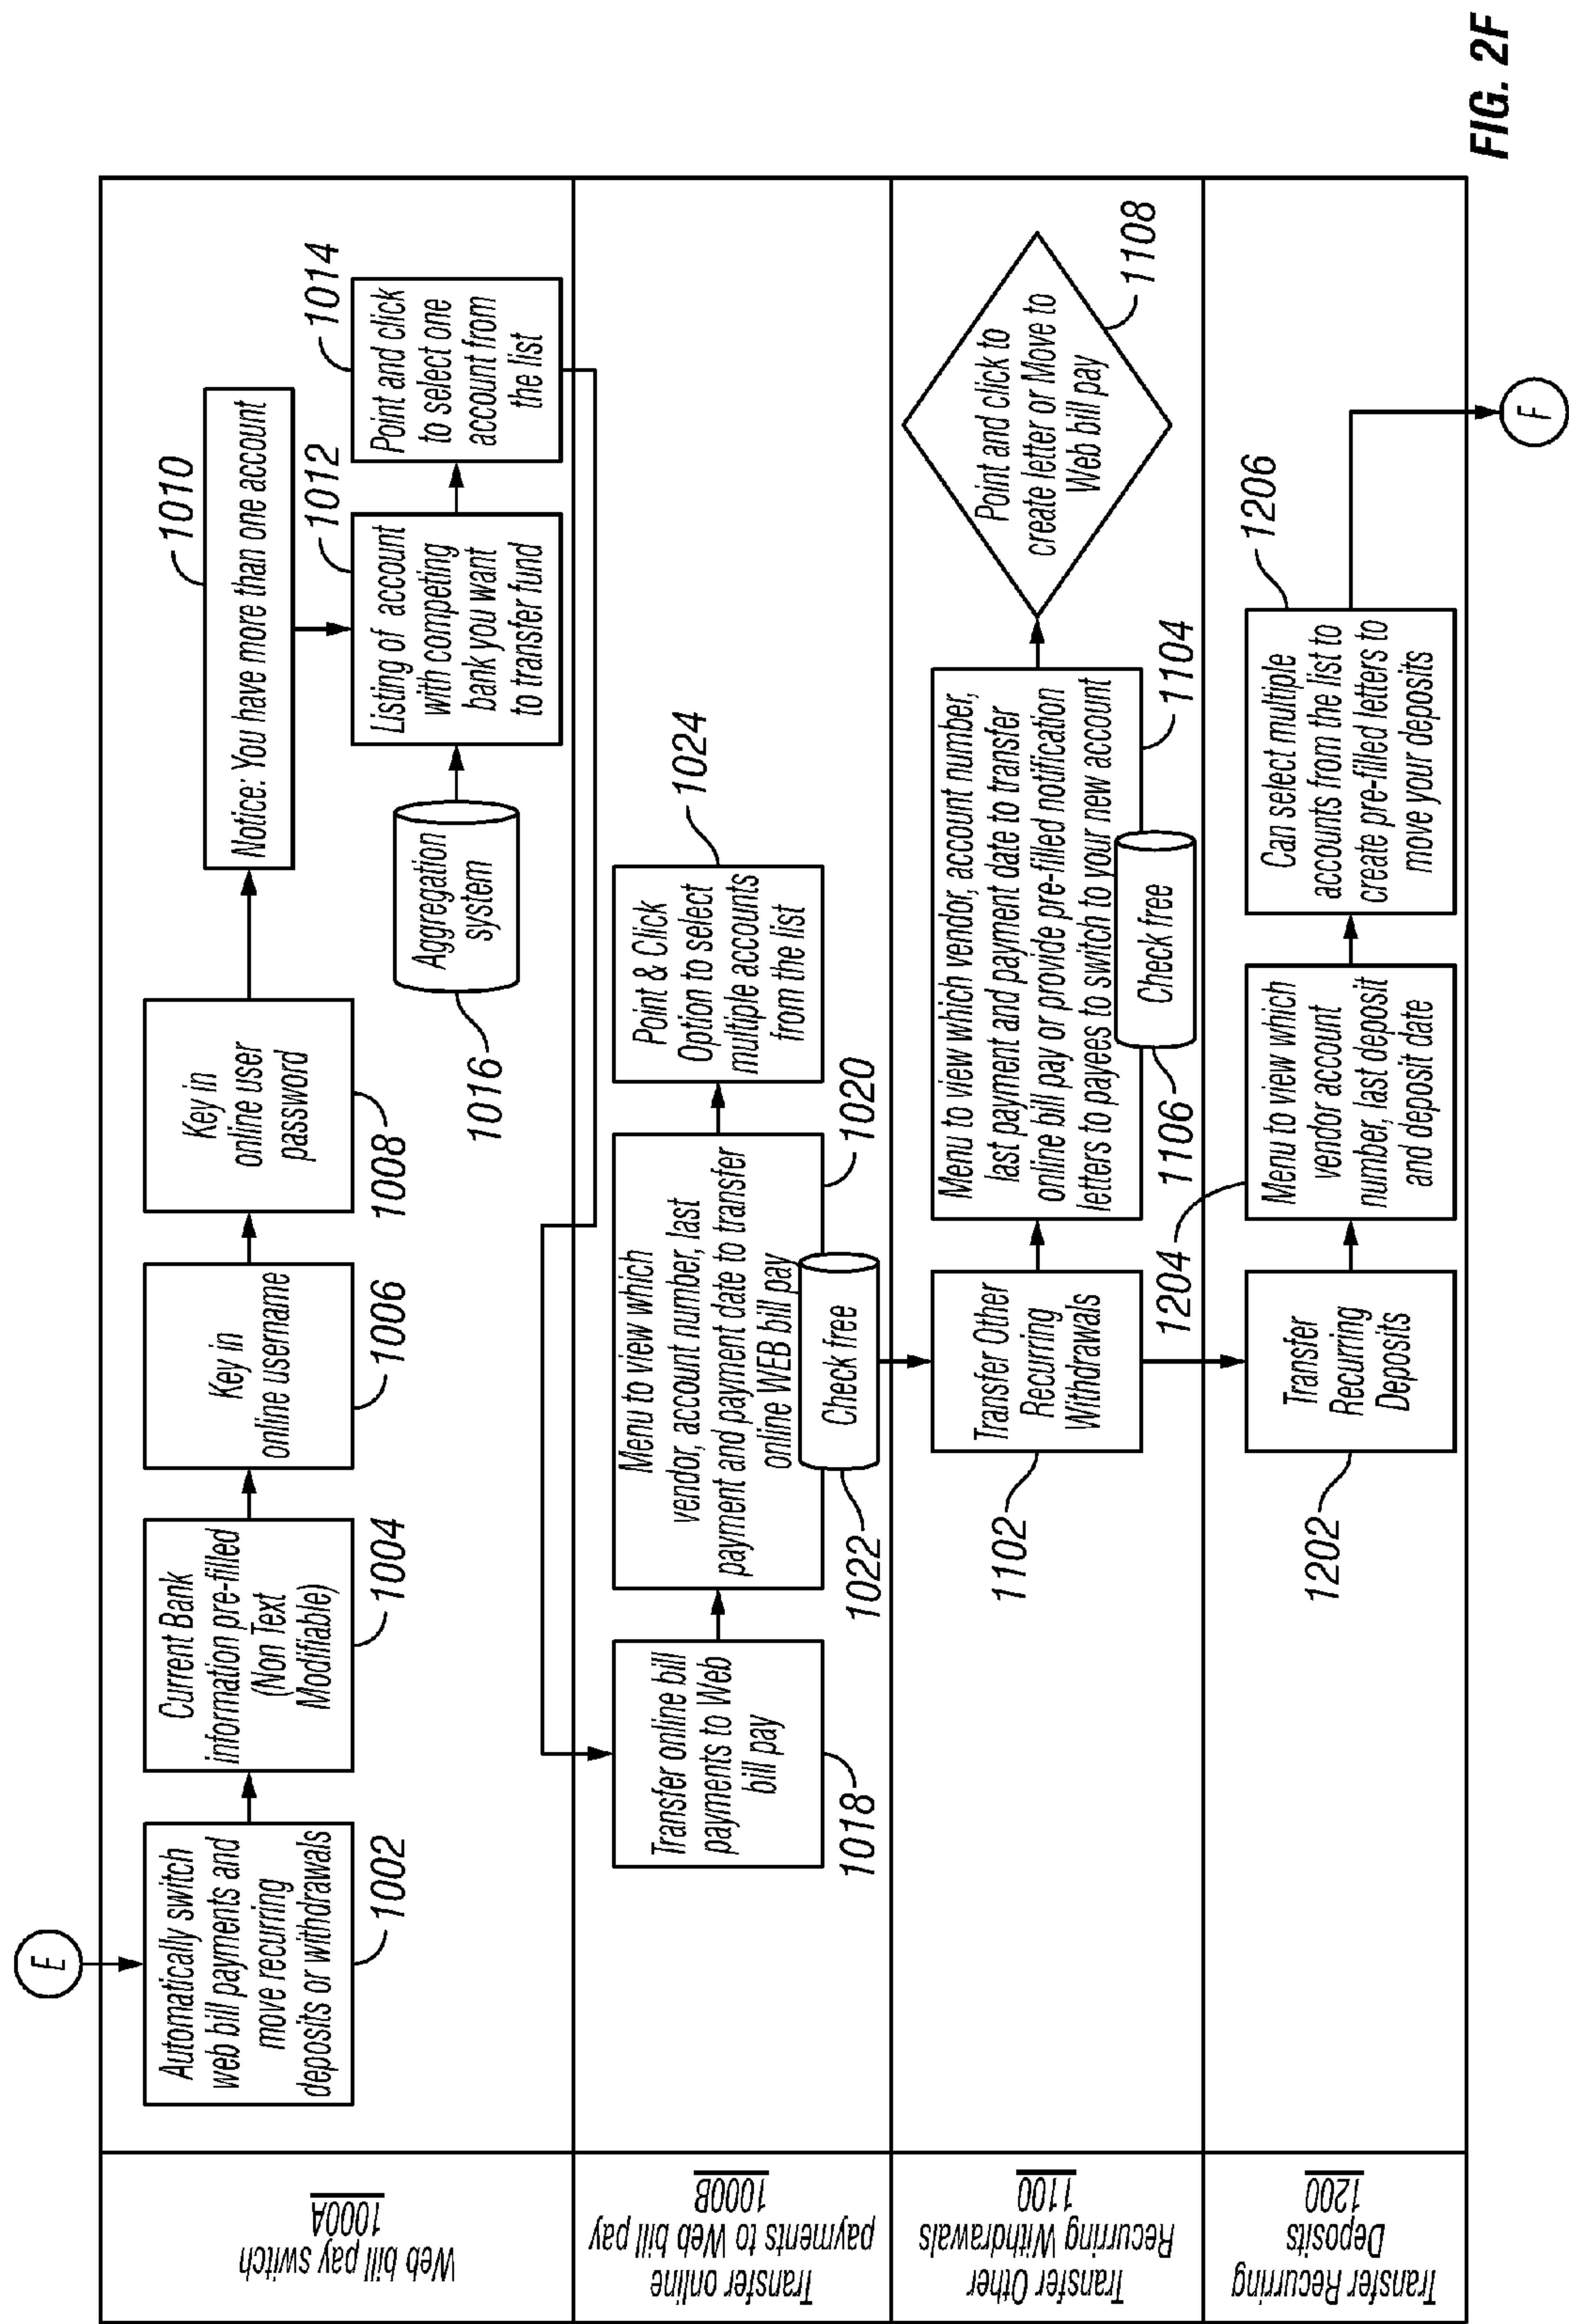 E
Web bill pay switch
1000A
Automatically switch
web bill payments and
move recurring
deposits or withdrawals
1002
Current Bank
information pre-filled
(Non Text
Modifiable)
1004
Key in
online username
1006
Key in
online user
password
1008
Notice: You have more than one account
1010
Aggregation
system
1016
Listing of account
with competing
bank you want
to transfer fund
1012
Point and click
to select one
account from
the list
1014
Transfer online
payments to Web bill pay
1000B
Transfer online bill
payments to Web
bill pay
1018
Menu to view which
vendor, account number, last
payment and payment date to transfer
online WEB bill pay
1020
Check free
1022
Point & Click
Option to select
multiple accounts
from the list
1024
Transfer Other
Recurring Withdrawals
1100
Transfer Other
Recurring
Withdrawals
1102
Menu to view which vendor, account number,
last payment and payment date to transfer
online bill pay or provide pre-filled notification
letters to payees to switch to your new account
1104
Check free
1106
Point and click to
create letter or Move to
Web bill pay
1108
Transfer Recurring
Deposits
1200
Transfer
Recurring
Deposits
1202
Menu to view which
vendor account
number, last deposit
and deposit date
1204
Can select multiple
accounts from the list to
create pre-filled letters to
move your deposits
1206
F
FIG. 2F